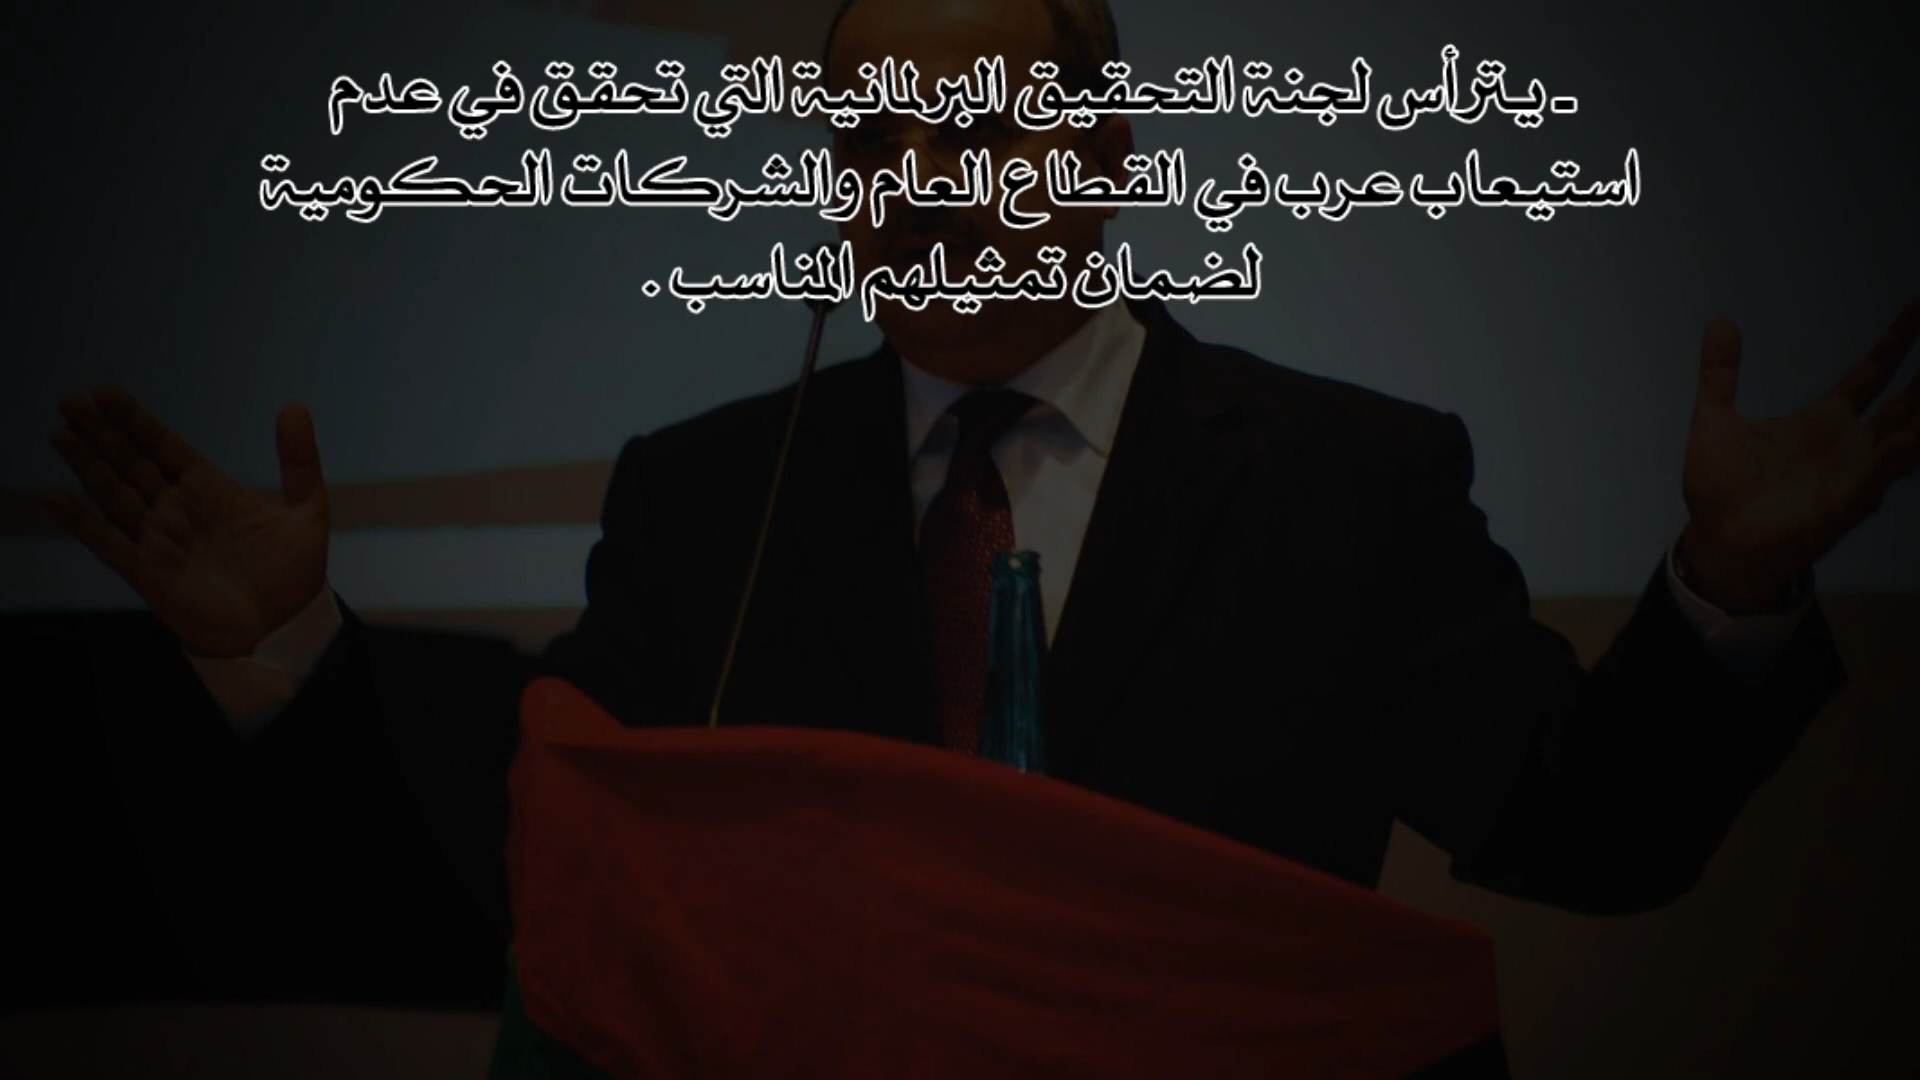 - يترأس لجنة التحقيق البرلمانية التي تحقق في عدم
استيعاب عرب في القطاع العام والشركات الحكومية
لضمان تمثيلهم المناسب .